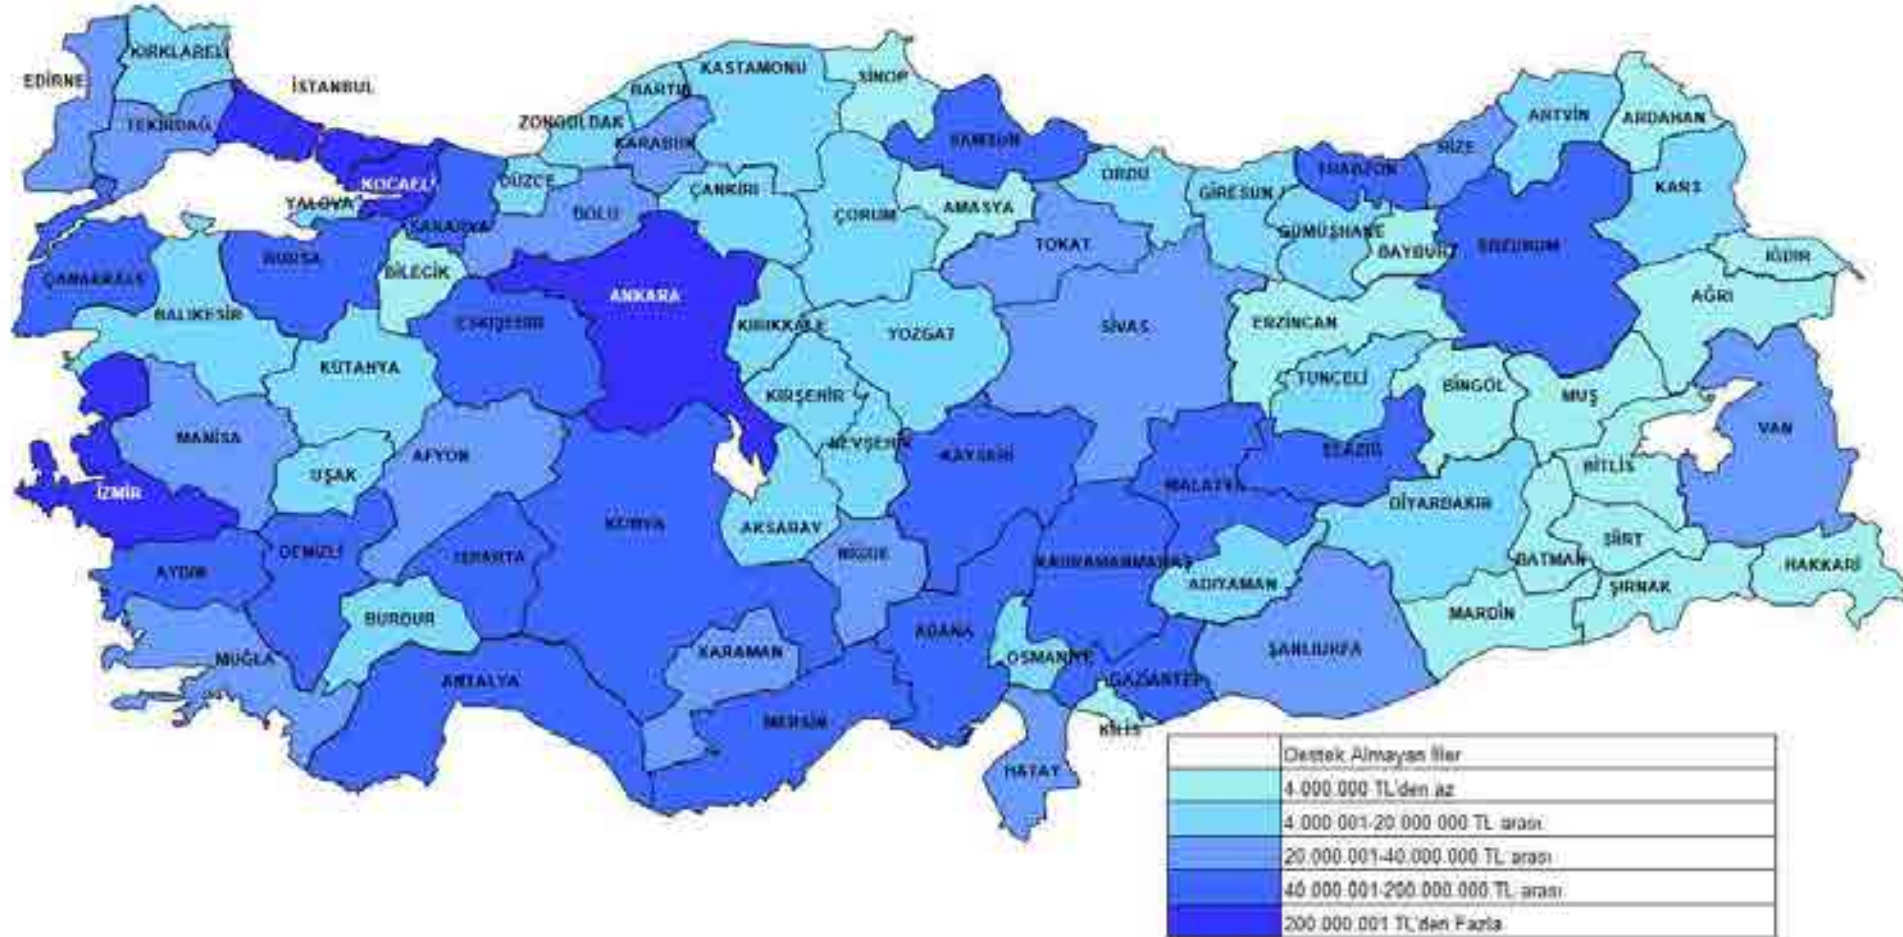 KIRKLARELİ
EDİRNE
İSTANBUL
TEKİRDAĞ
KOCAELİ
YALOVA
SAKARYA
DÜZCE
ZONGULDAK
BARTIN
KARABÜK
KASTAMONU
SİNOP
SAMSUN
ÇANKIRI
BOLU
ÇORUM
AMASYA
ORDU
GİRESUN
TRABZON
RİZE
ARTVİN
ARDAHAN
KARS
GÜMÜŞHANE
BAYBURT
ERZURUM
IĞDIR
AĞRI
TOKAT
SİVAS
ERZİNCAN
ÇANAKKALE
BURSA
BİLECİK
BALIKESİR
ESKİŞEHİR
ANKARA
KIRIKKALE
YOZGAT
KÜTAHYA
KIRŞEHİR
TUNCELİ
BİNGÖL
MUŞ
VAN
MANİSA
UŞAK
AFYON
NEVŞEHİR
KAYSERİ
MALATYA
ELAZIĞ
BİTLİS
İZMİR
KONYA
AKSARAY
DİYARBAKIR
SİİRT
AYDIN
DENİZLİ
ISPARTA
NİĞDE
KAHRAMANMARAŞ
ADIYAMAN
BATMAN
ŞIRNAK
HAKKARİ
BURDUR
MUĞLA
ANTALYA
KARAMAN
MERSİN
ADANA
OSMANİYE
GAZİANTEP
ŞANLIURFA
MARDİN
KİLİS
HATAY
Destek Almayan İller
4.000.000 TL'den az
4.000.001-20.000.000 TL arası
20.000.001-40.000.000 TL arası
40.000.001-200.000.000 TL arası
200.000.001 TL'den Fazla